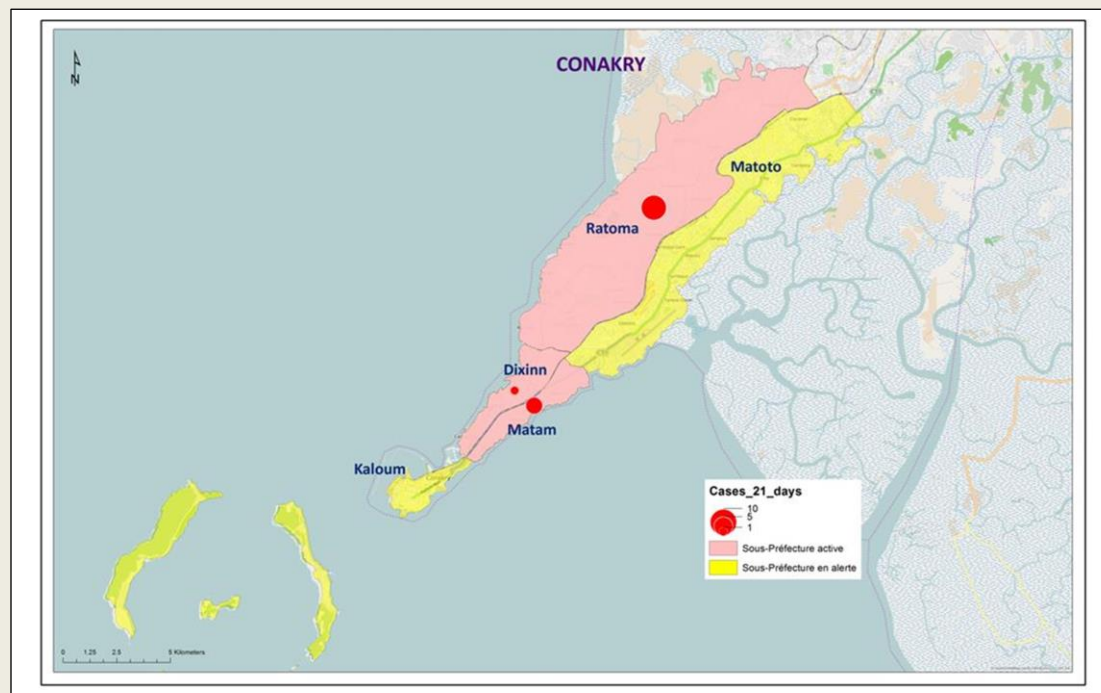 N
CONAKRY
Matoto
Ratoma
Dixinn
Matam
Kaloum
Cases_21_days
10
5
1
Sous-Préfecture active
Sous-Préfecture en alerte
0 1.25 2.5 5 Kilometers